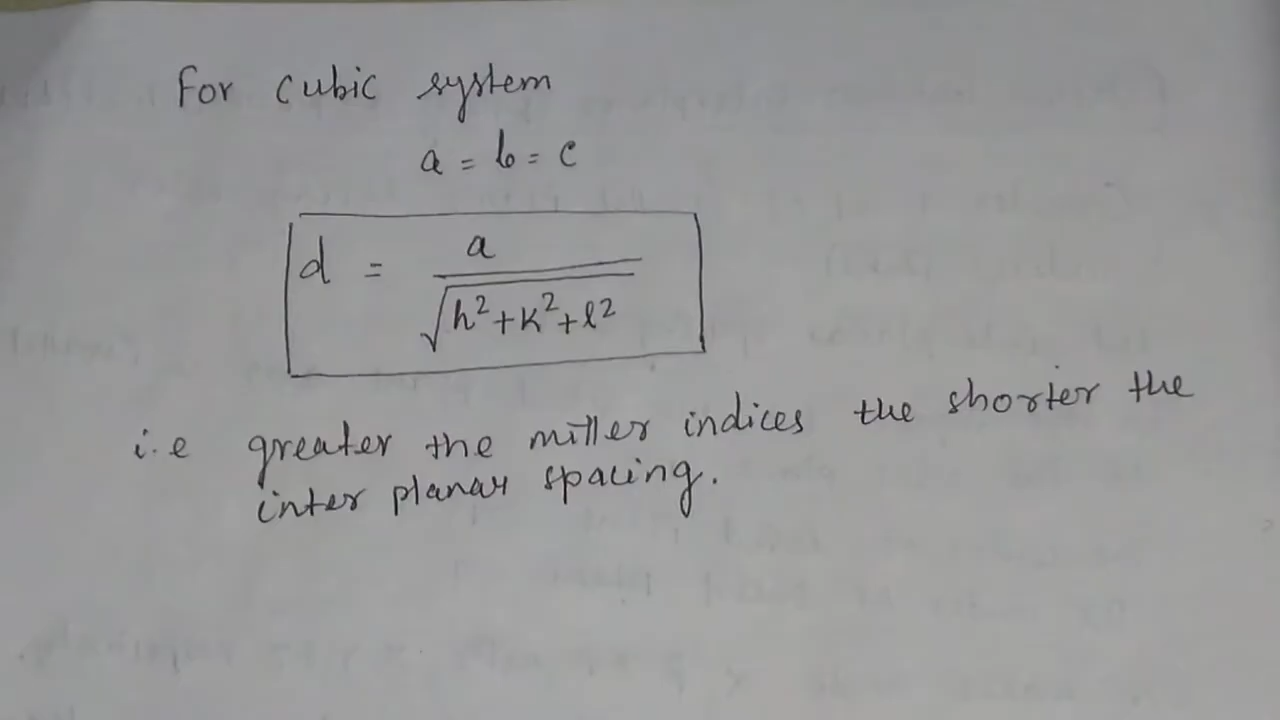 For cubic system
a = b = c
d = a / √(h²+k²+l²)
i.e greater the miller indices the shorter the
inter planar spacing.